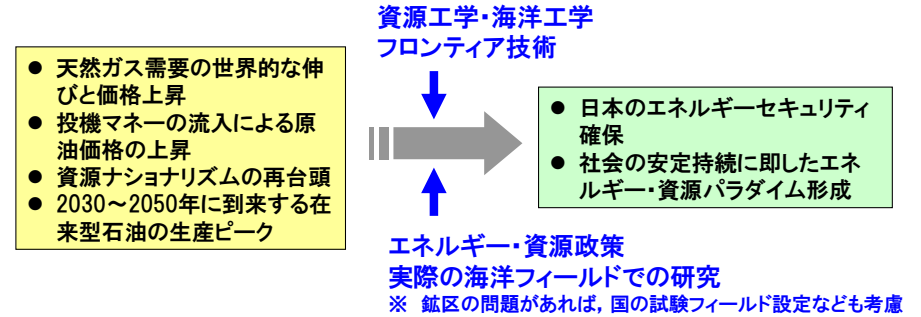 資源工学・海洋工学
フロンティア技術
● 天然ガス需要の世界的な伸
びと価格上昇
● 投機マネーの流入による原
油価格の上昇
● 資源ナショナリズムの再台頭
● 2030～2050年に到来する在
来型石油の生産ピーク
● 日本のエネルギーセキュリティ
確保
● 社会の安定持続に即したエネ
ルギー・資源パラダイム形成
エネルギー・資源政策
実際の海洋フィールドでの研究
※ 鉱区の問題があれば，国の試験フィールド設定なども考慮